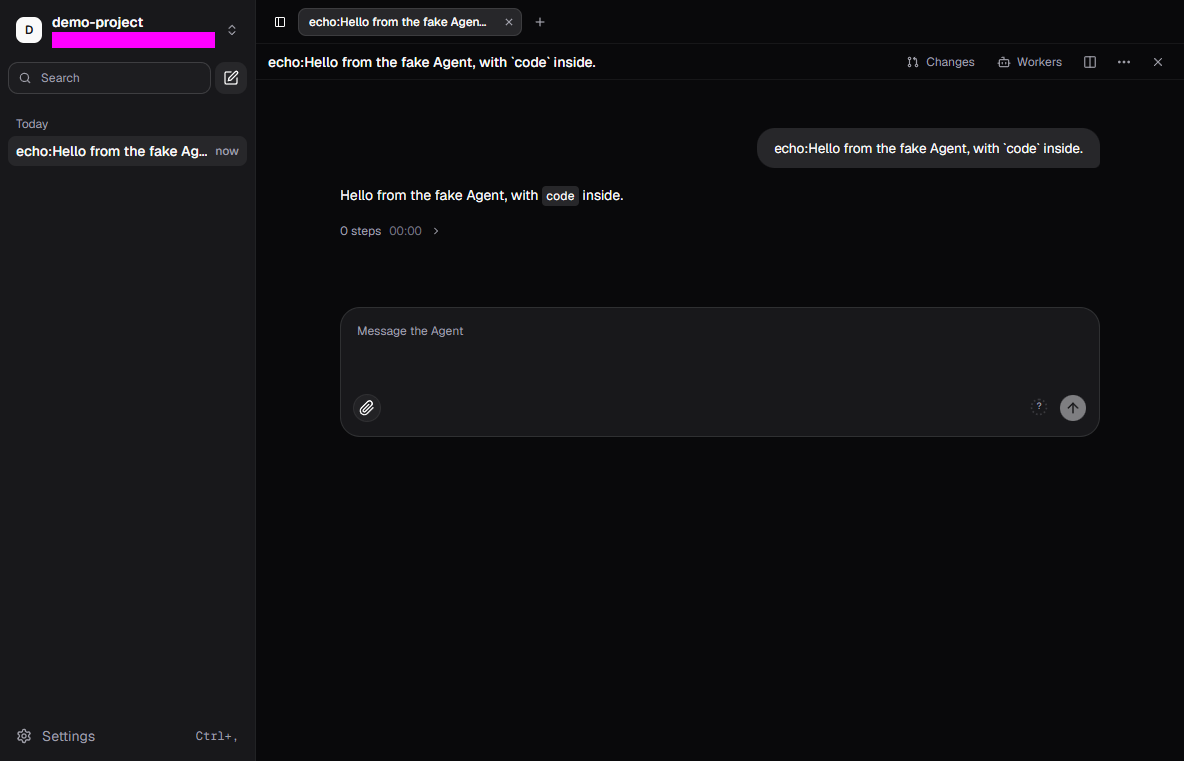 D
demo-project
Search
Today
echo:Hello from the fake Ag... now
Settings Ctrl+,
echo:Hello from the fake Agen...
echo:Hello from the fake Agent, with `code` inside.
Changes
Workers
echo:Hello from the fake Agent, with `code` inside.
Hello from the fake Agent, with code inside.
0 steps 00:00
Message the Agent
?